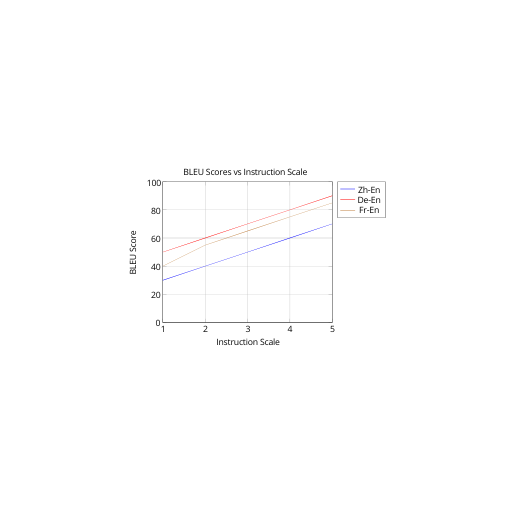 BLEU Scores vs Instruction Scale
100
80
60
40
20
0
BLEU Score
1 2 3 4 5
Instruction Scale
Zh-En
De-En
Fr-En